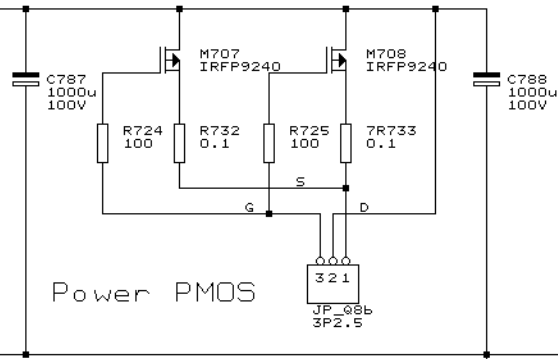 M707
IRFP9240
M708
IRFP9240
C787
1000u
100V
C788
1000u
100V
R724
100
R732
0.1
R725
100
7R733
0.1
S
G
D
321
Power PMOS
JP_Q8b
3P2.5